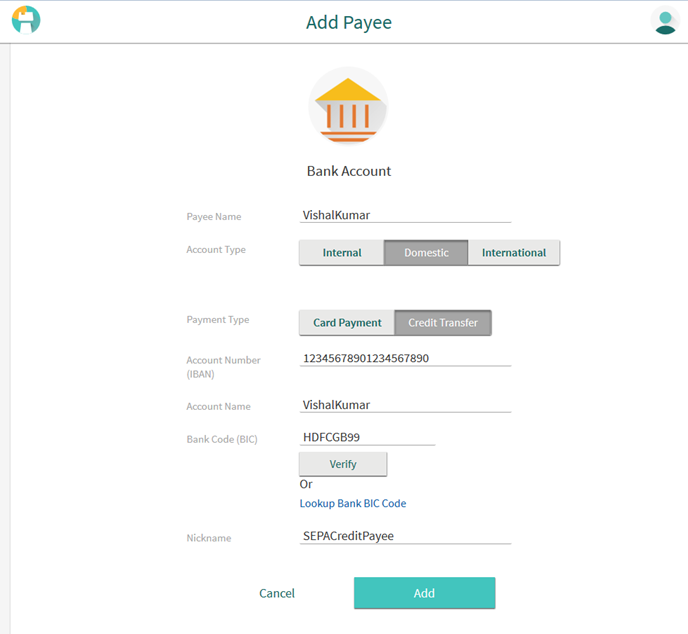 Add Payee
Bank Account
Payee Name VishalKumar
Account Type Internal Domestic International
Payment Type Card Payment Credit Transfer
Account Number
(IBAN) 12345678901234567890
Account Name VishalKumar
Bank Code (BIC) HDFCGB99
Verify
Or
Lookup Bank BIC Code
Nickname SEPACreditPayee
Cancel Add